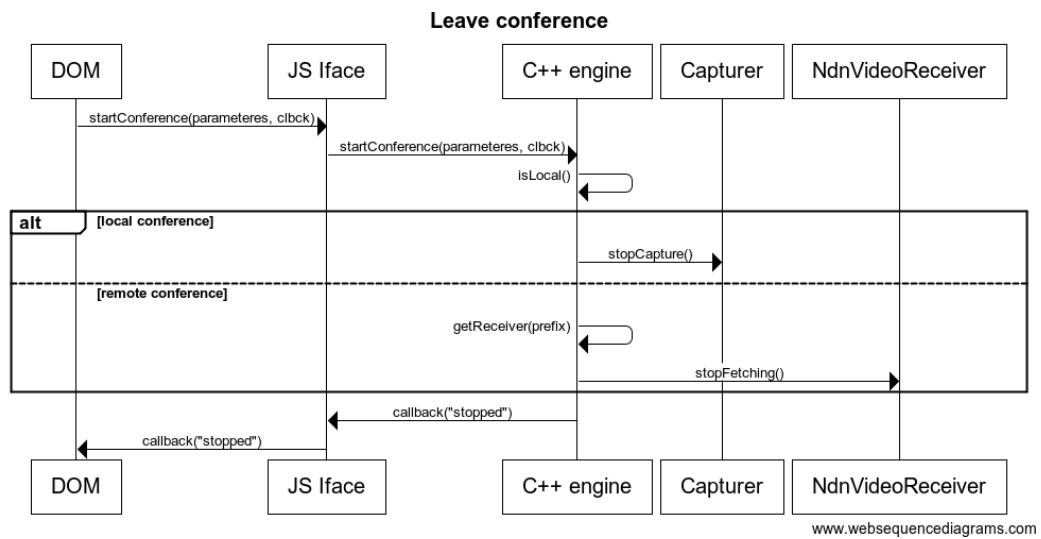 Leave conference
DOM
JS Iface
C++ engine
Capturer
NdnVideoReceiver
startConference(parameteres, clbck)
startConference(parameteres, clbck)
isLocal()
alt
[local conference]
stopCapture()
[remote conference]
getReceiver(prefix)
stopFetching()
callback("stopped")
callback("stopped")
DOM
JS Iface
C++ engine
Capturer
NdnVideoReceiver
www.websequencediagrams.com